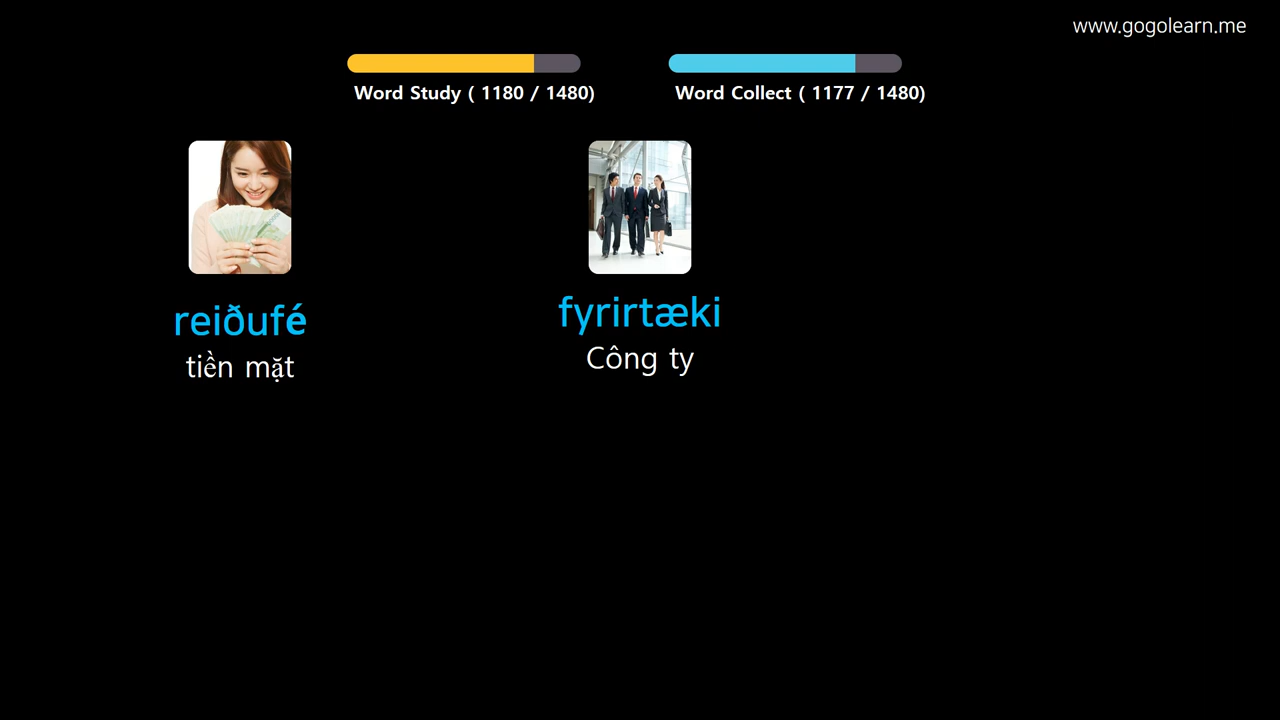 www.gogolearn.me
Word Study ( 1180 / 1480)
Word Collect ( 1177 / 1480)
reiðufé
fyrirtæki
tiền mặt
Công ty